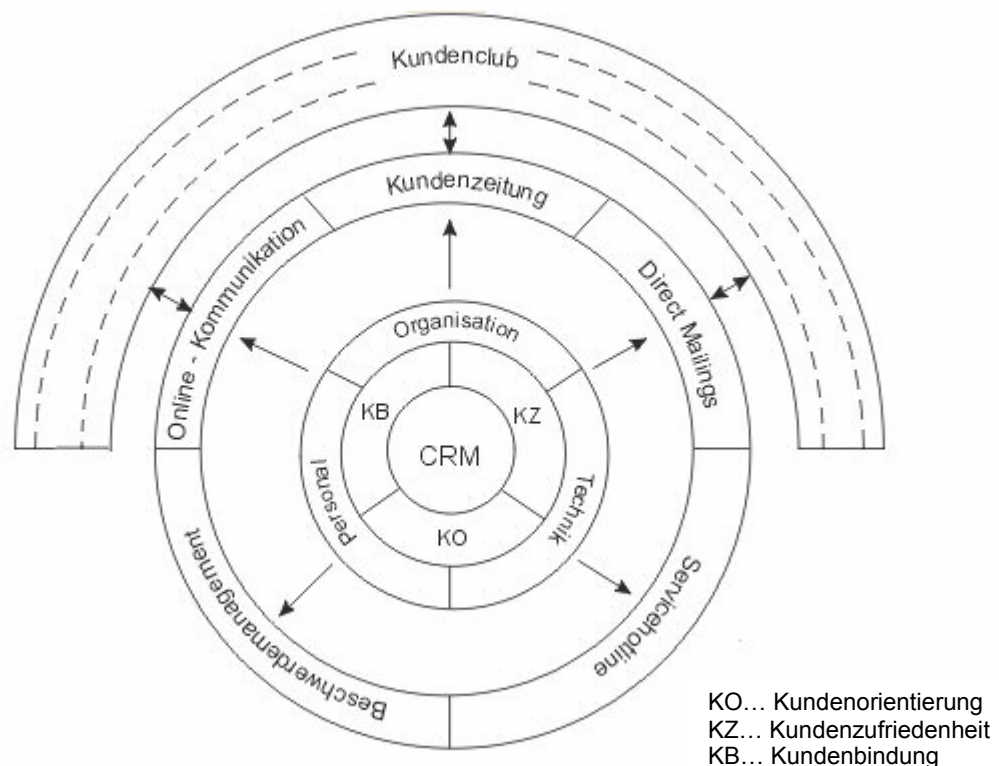 Kundenclub
Kundenzeitung
Online - Kommunikation
Direct Mailings
Organisation
KB
KZ
CRM
Personal
Technik
KO
Beschwerdemanagement
Servicehotline
KO... Kundenorientierung
KZ... Kundenzufriedenheit
KB... Kundenbindung